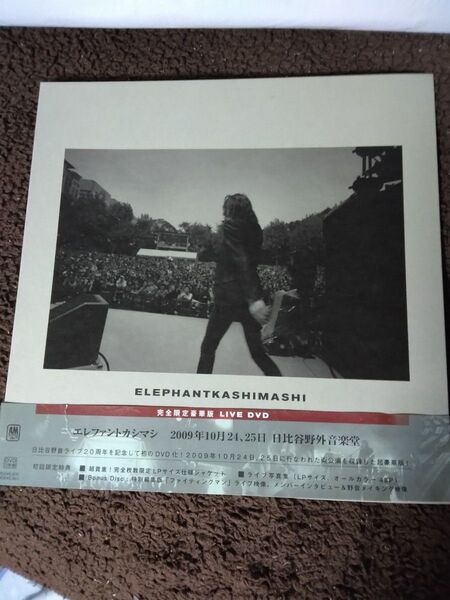 ELEPHANTKASHIMASHI
完全限定豪華版 LIVE DVD
エレファントカシマシ 2009年10月24、25日 日比谷野外音楽堂
日比谷野音ライブ20周年を記念して初のDVD化！2009年10月24日、25日に行なわれた両公演を収録した超豪華版！
初回限定特典
■ 超貴重！完全枚数限定LPサイズ仕様ジャケット
■ ライブ写真集（LPサイズ、オールカラー48P）
■ Bonus Disc：特別編集版「ファイティングマン」ライブ映像、メンバーインタビュー＆野音メイキング映像